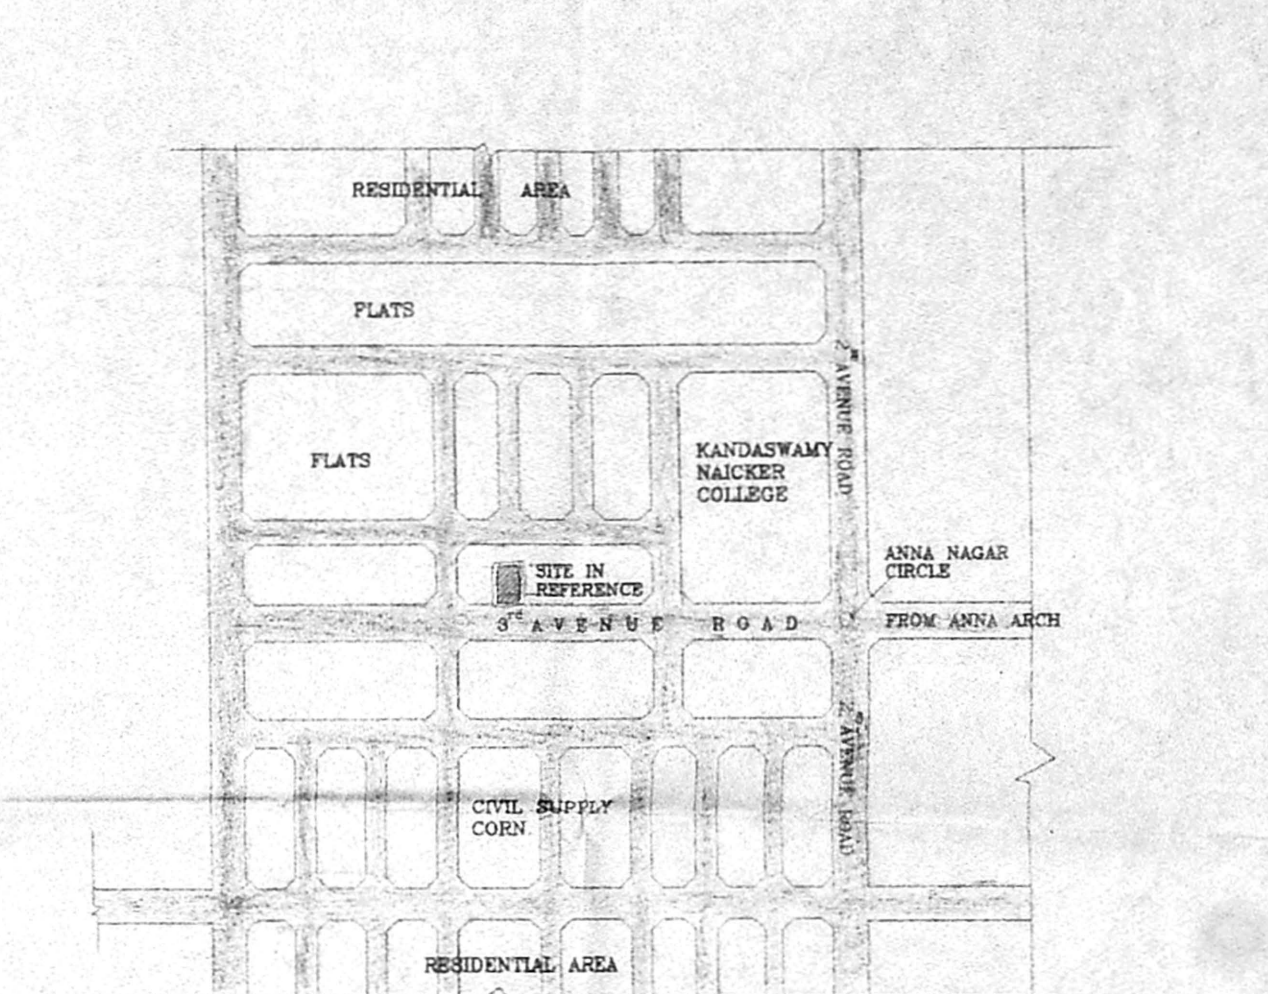 RESIDENTIAL AREA
FLATS
2nd AVENUE ROAD
FLATS
KANDASWAMY
NAICKER
COLLEGE
ANNA NAGAR
CIRCLE
SITE IN
REFERENCE
3rd AVENUE ROAD
FROM ANNA ARCH
2nd AVENUE ROAD
CIVIL SUPPLY
CORN.
RESIDENTIAL AREA